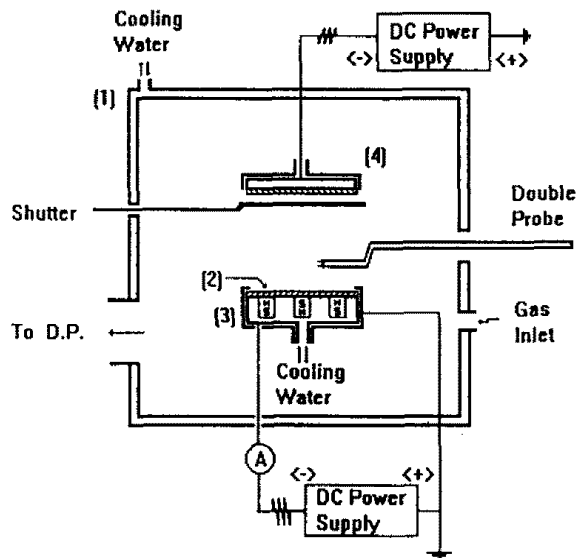 Cooling
Water
DC Power
Supply
<->
<+>
(1)
(4)
Shutter
Double
Probe
(2)
(3)
To D.P.
Gas
Inlet
Cooling
Water
A
<->
<+>
DC Power
Supply